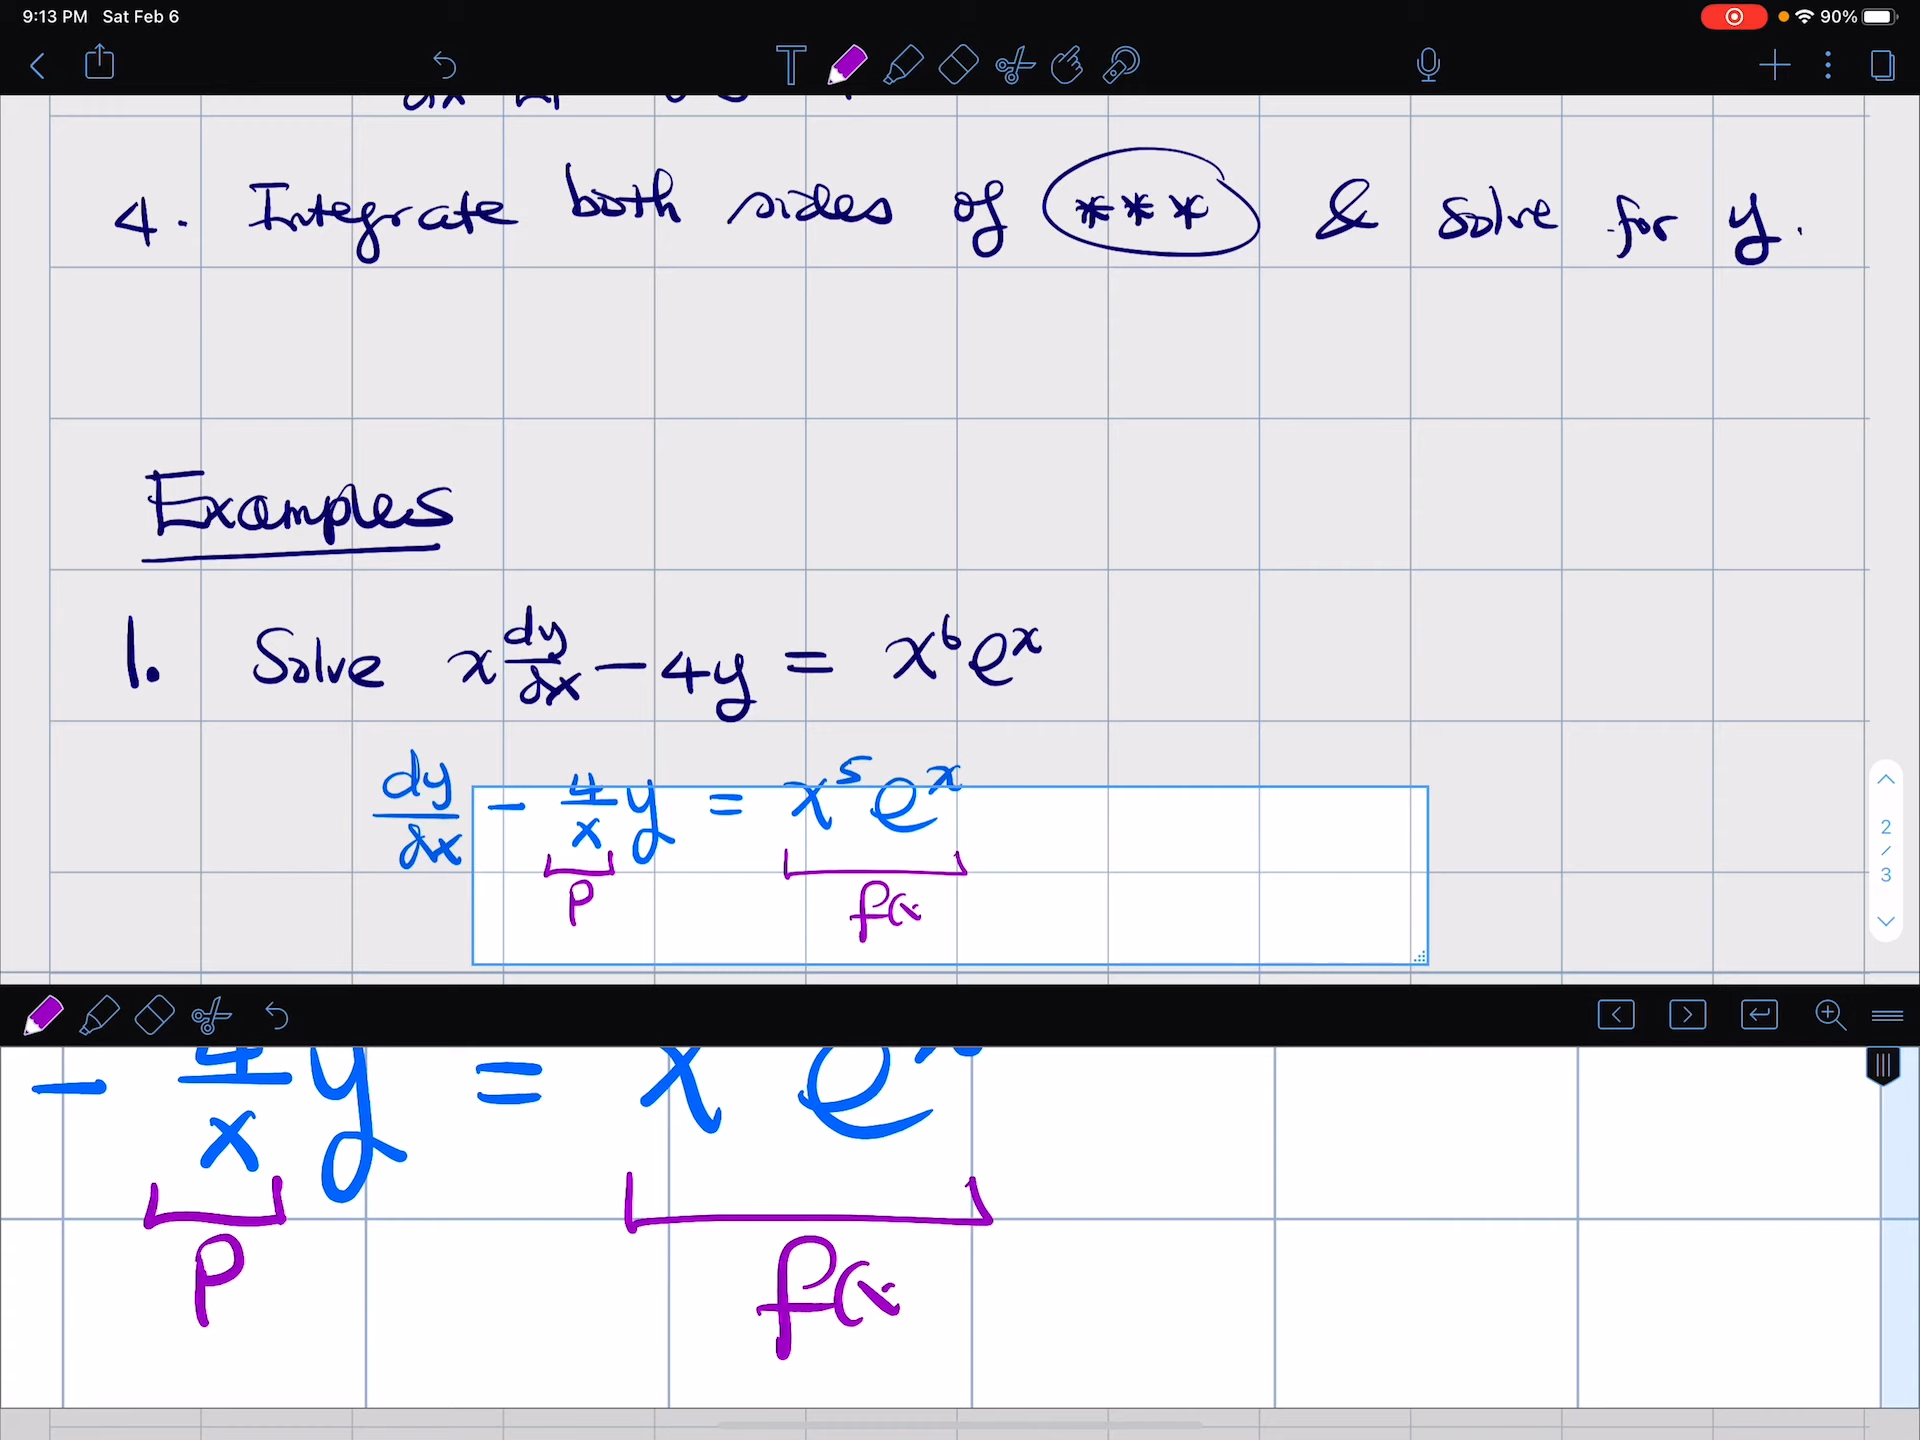 9:13 PM Sat Feb 6
90%
4. Integrate both sides of *** & solve for y.
Examples
1. Solve x dy/dx - 4y = x⁶eˣ
dy/dx - 4/x y = x⁵eˣ
P f(x
2/3
- 4/x y = x eˣ
P f(x